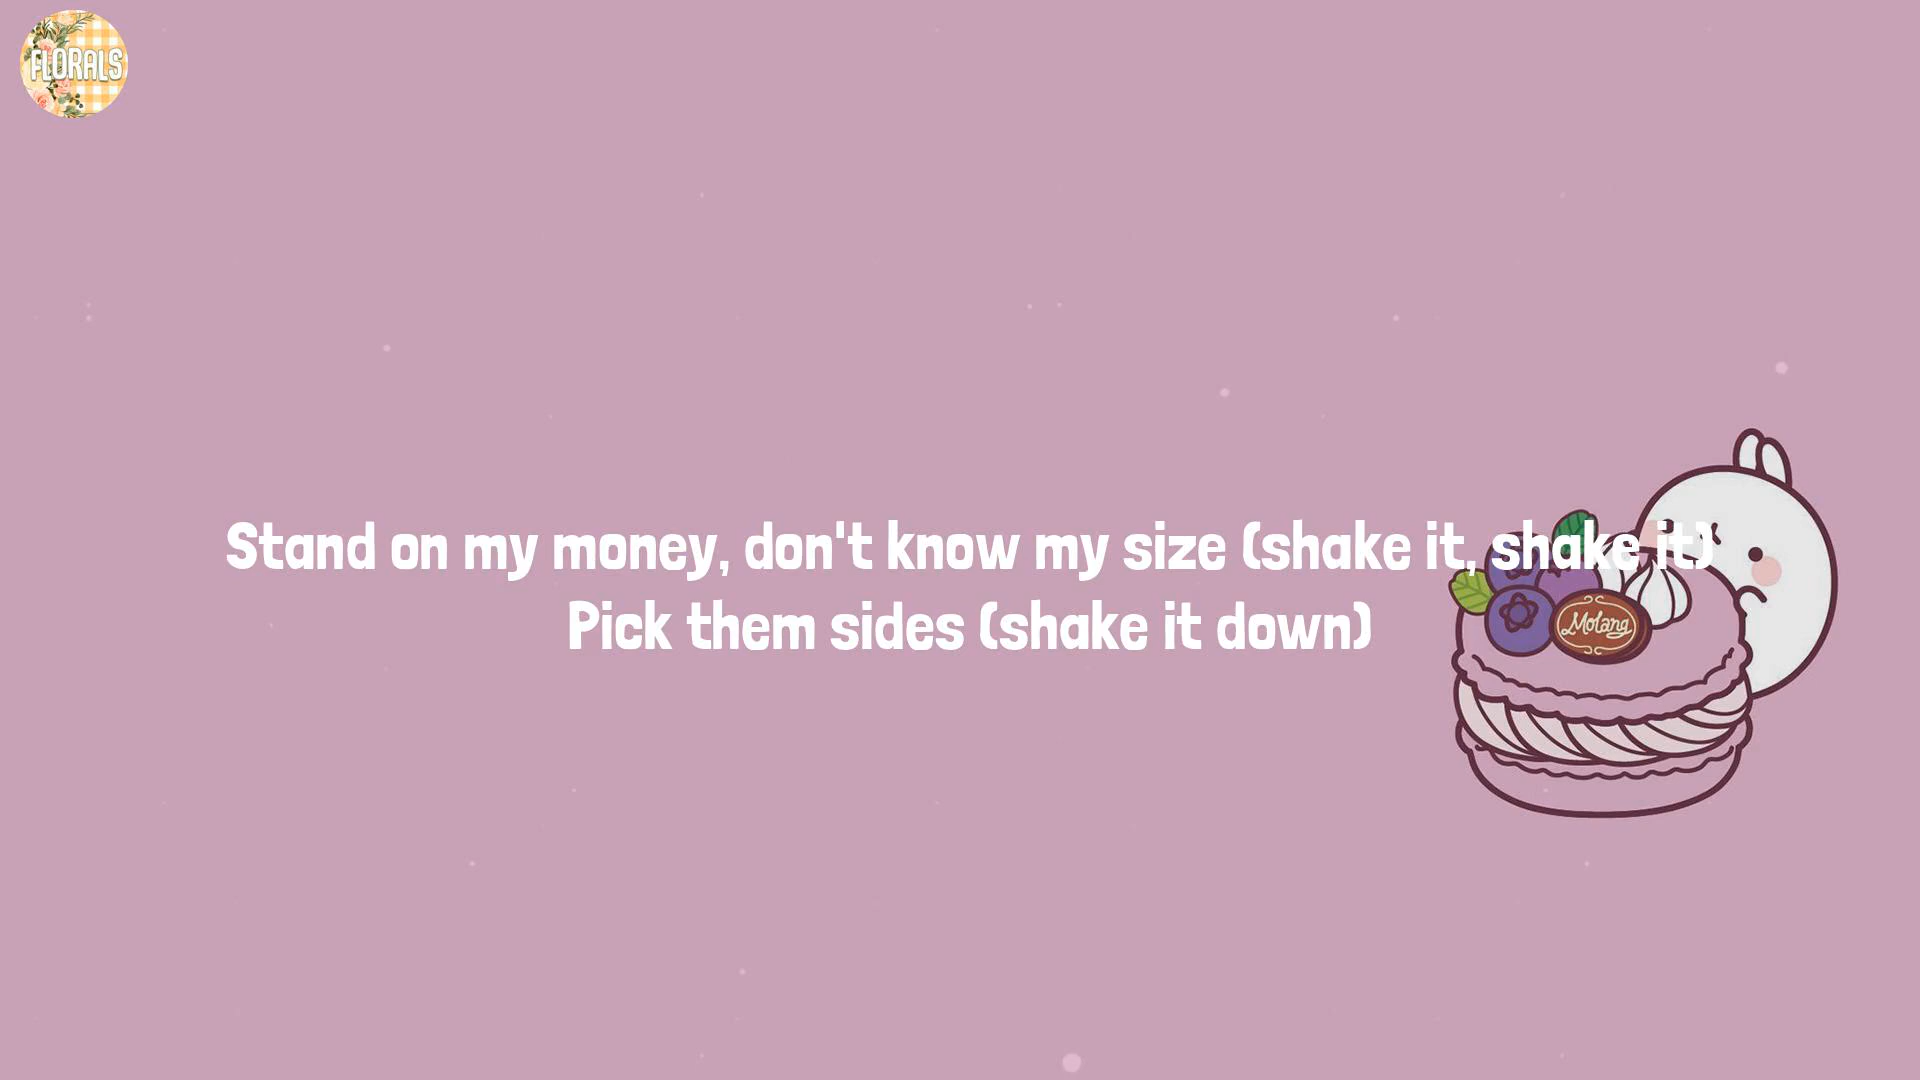 FLORALS
Stand on my money, don't know my size (shake it, shake it)
Pick them sides (shake it down)
Molang